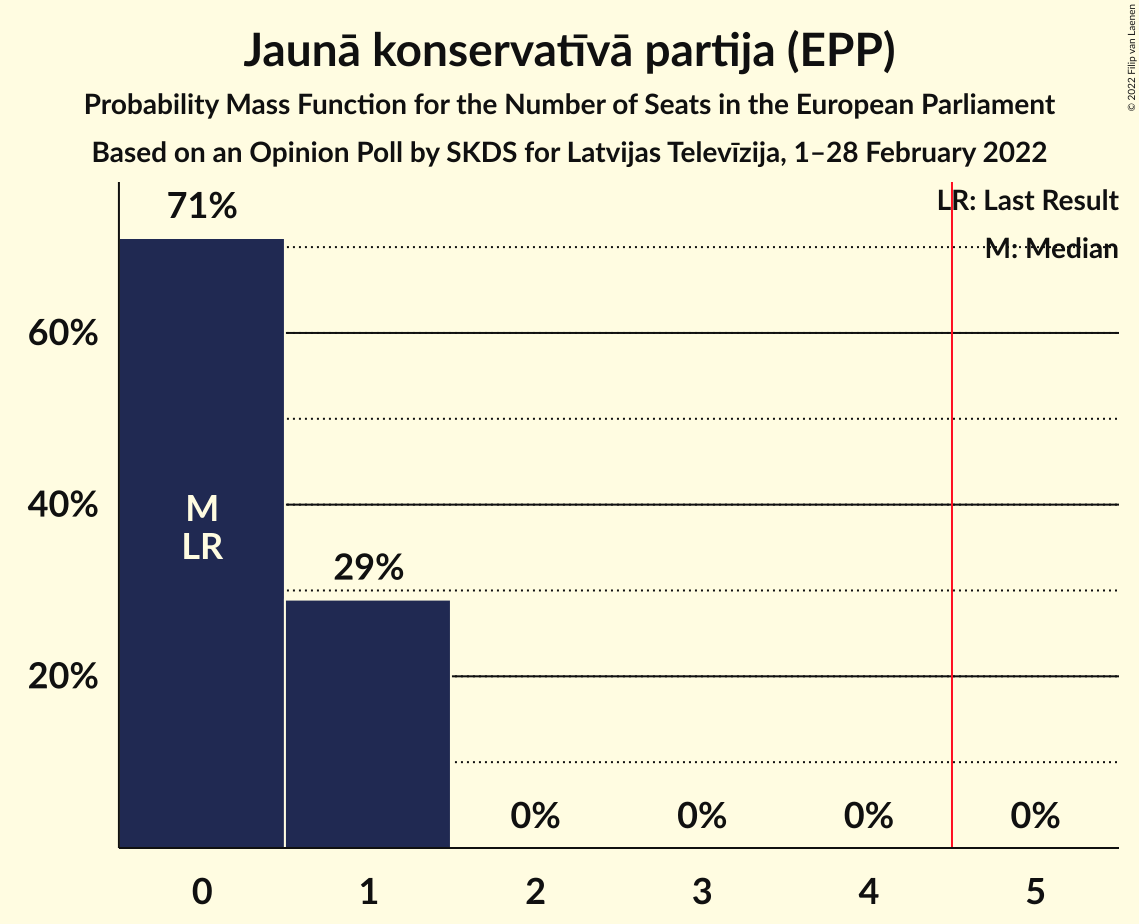 Jaunā konservatīvā partija (EPP)
Probability Mass Function for the Number of Seats in the European Parliament
Based on an Opinion Poll by SKDS for Latvijas Televīzija, 1–28 February 2022
© 2022 Filip van Laenen
LR: Last Result
M: Median
71%
60%
40%
20%
M
LR
29%
0% 0% 0% 0%
0 1 2 3 4 5